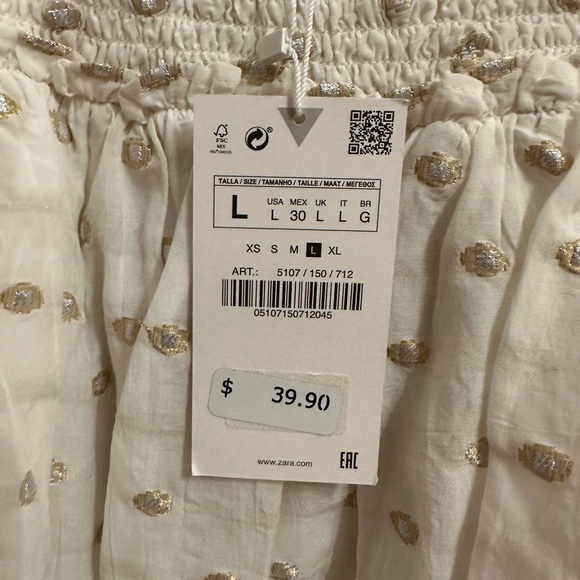 FSC
MIX
TALLA / SIZE / TAMANHO / TAILLE / MAAT / ΜΕΓΕΘΟΣ
L
USA MEX UK IT BR
L 30 L L G
XS S M L XL
ART.: 5107 / 150 / 712
05107150712045
$ 39.90
www.zara.com
EAC